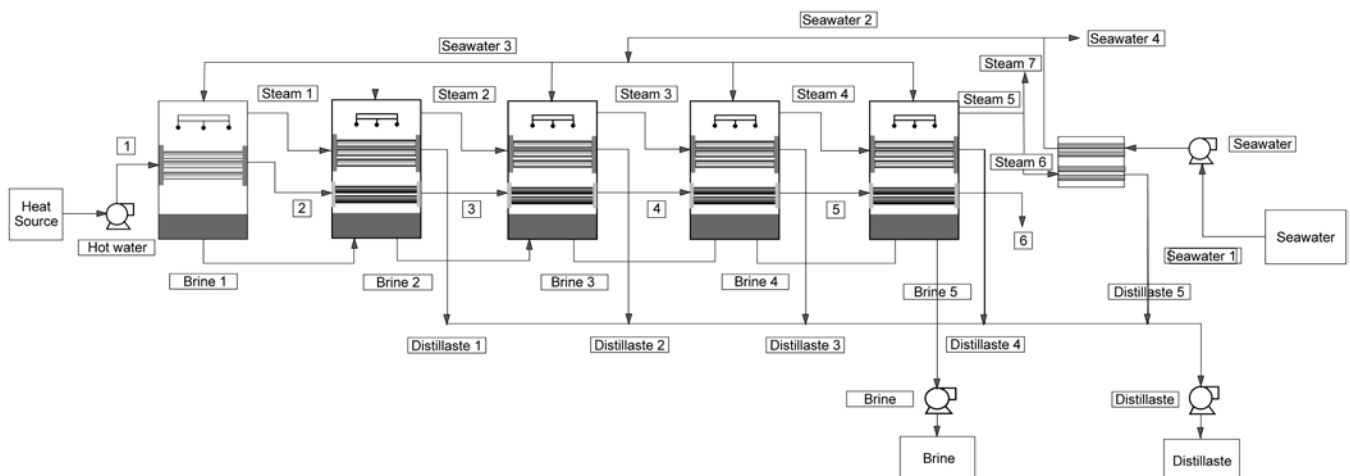 Seawater 2
Seawater 3
Seawater 4
Steam 7
Steam 1
Steam 2
Steam 3
Steam 4
Steam 5
1
Seawater
Steam 6
Heat
Source
2
3
4
5
6
Seawater
Hot water
Seawater 1
Brine 1
Brine 2
Brine 3
Brine 4
Brine 5
Distillaste 5
Distillaste 1
Distillaste 2
Distillaste 3
Distillaste 4
Brine
Distillaste
Brine
Distillaste